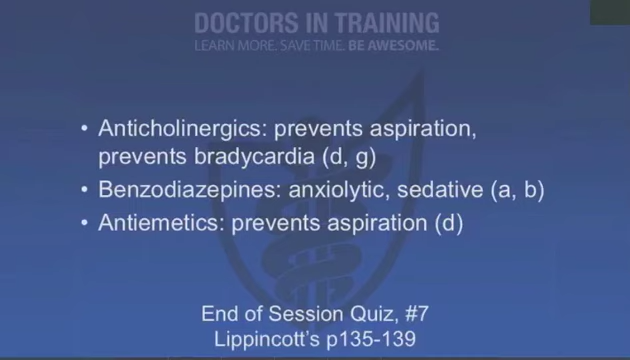 DOCTORS IN TRAINING
LEARN MORE. SAVE TIME. BE AWESOME.
• Anticholinergics: prevents aspiration,
prevents bradycardia (d, g)
• Benzodiazepines: anxiolytic, sedative (a, b)
• Antiemetics: prevents aspiration (d)
End of Session Quiz, #7
Lippincott's p135-139